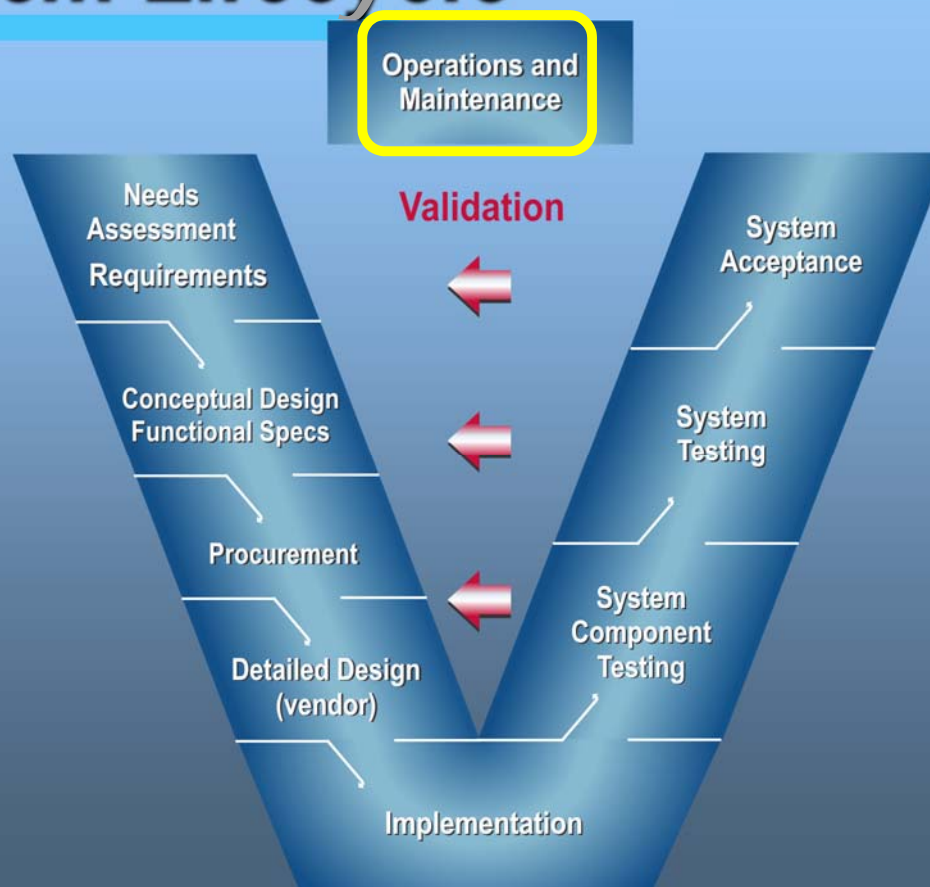 Operations and
Maintenance
Needs
Assessment
Requirements
Validation
System
Acceptance
Conceptual Design
Functional Specs
System
Testing
Procurement
System
Component
Testing
Detailed Design
(vendor)
Implementation